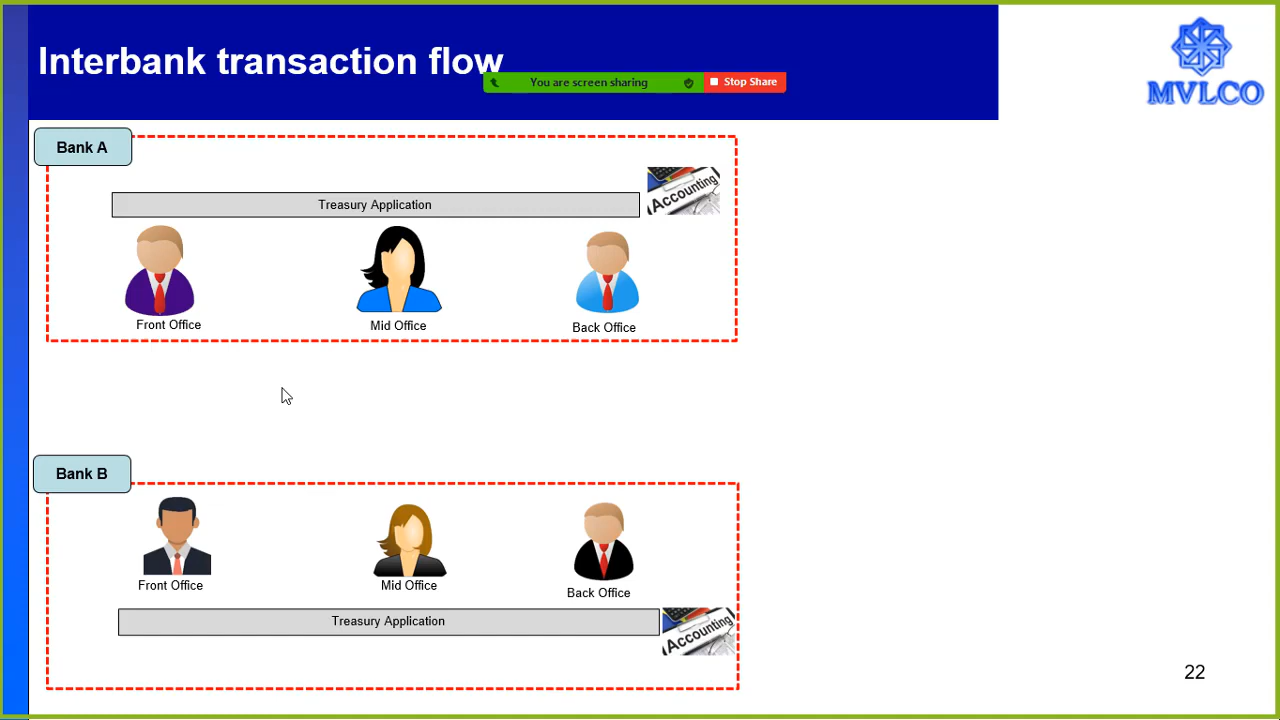 Interbank transaction flow
You are screen sharing
Stop Share
MVLCO
Bank A
Treasury Application
Accounting
Front Office
Mid Office
Back Office
Bank B
Front Office
Mid Office
Back Office
Treasury Application
Accounting
22